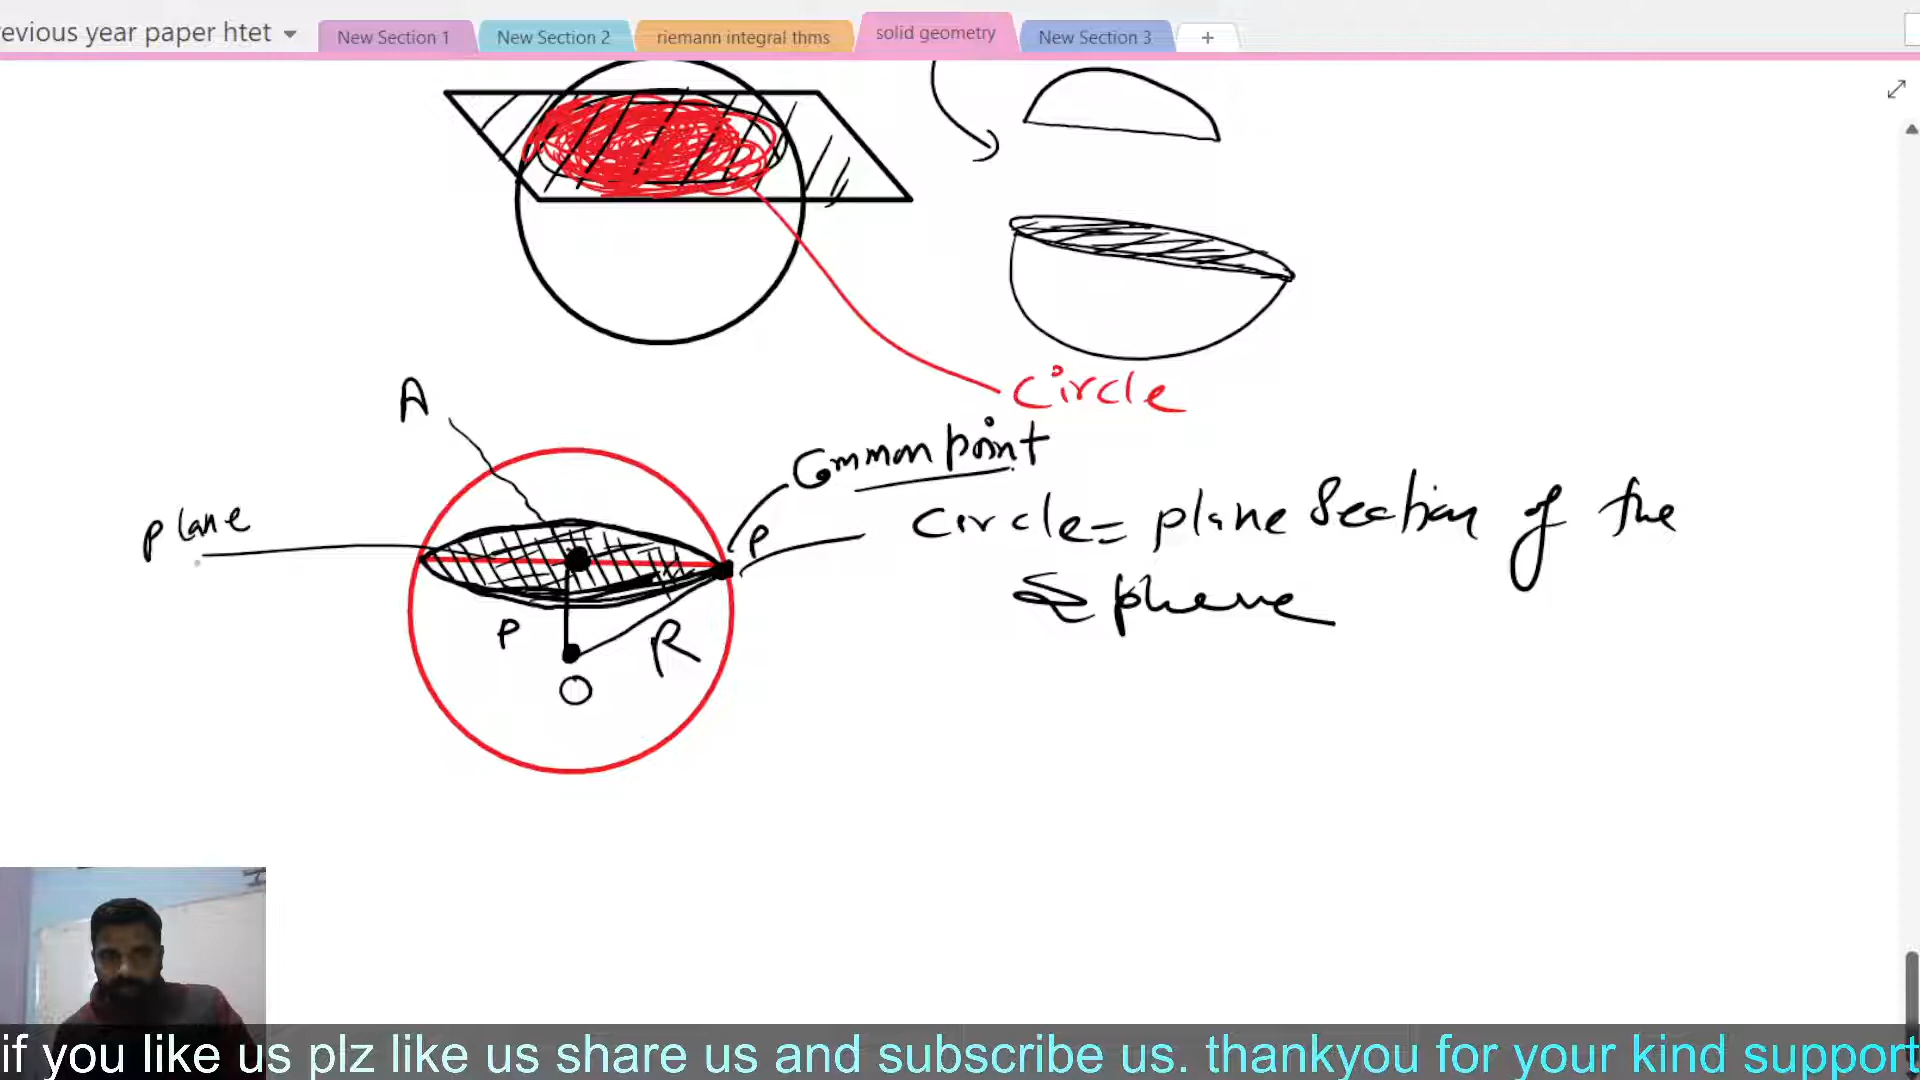 evious year paper htet
New Section 1
New Section 2
riemann integral thms
solid geometry
New Section 3
+
circle
A
Common point
plane
P
circle = plane Section of the
Sphere
P
R
O
if you like us plz like us share us and subscribe us. thankyou for your kind support